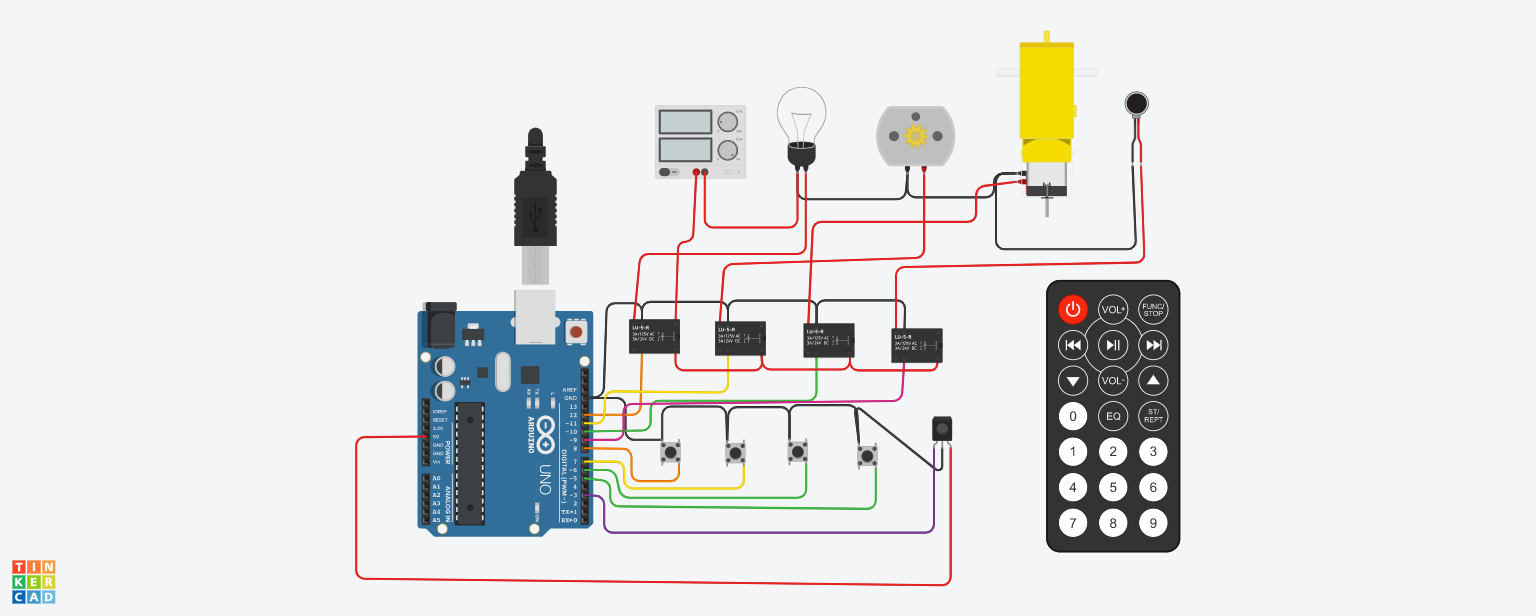 VOL+
FUNC/
STOP
VOL-
0
EQ
ST/
REPT
1
2
3
4
5
6
7
8
9
LU-5-R
3A/125V AC
3A/24V DC
LU-5-R
3A/125V AC
3A/24V DC
LU-5-R
3A/125V AC
3A/24V DC
LU-5-R
3A/125V AC
3A/24V DC
AREF
GND
13
12
~11
~10
~9
8
7
~6
~5
4
~3
2
TX→1
RX←0
DIGITAL (PWM~)
RX
TX
L
ARDUINO
UNO
ON
IOREF
RESET
3.3V
5V
GND
GND
Vin
POWER
A0
A1
A2
A3
A4
A5
ANALOG IN
TIN
KER
CAD